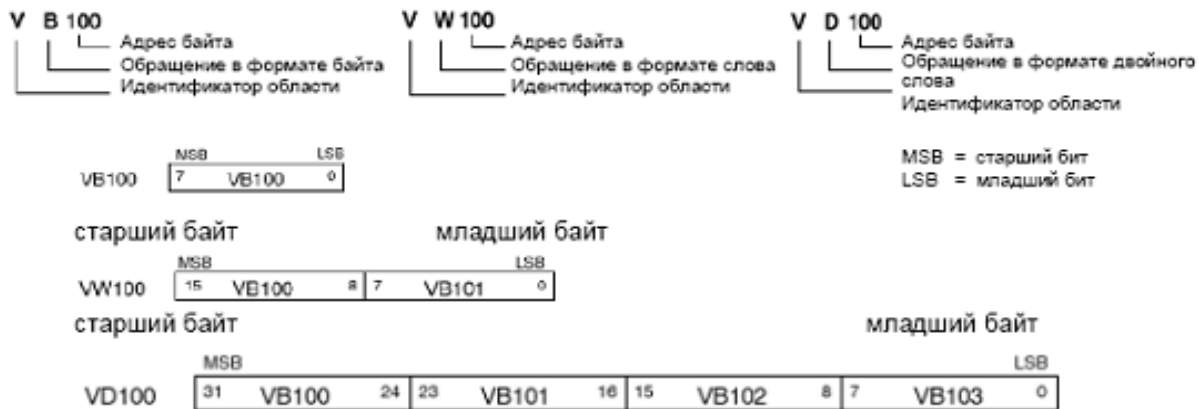 V B 100
Адрес байта
Обращение в формате байта
Идентификатор области
V W 100
Адрес байта
Обращение в формате слова
Идентификатор области
V D 100
Адрес байта
Обращение в формате двойного
слова
Идентификатор области
MSB LSB
VB100 7 VB100 0
MSB = старший бит
LSB = младший бит
старший байт младший байт
MSB LSB
VW100 15 VB100 8 7 VB101 0
старший байт младший байт
MSB LSB
VD100 31 VB100 24 23 VB101 16 15 VB102 8 7 VB103 0